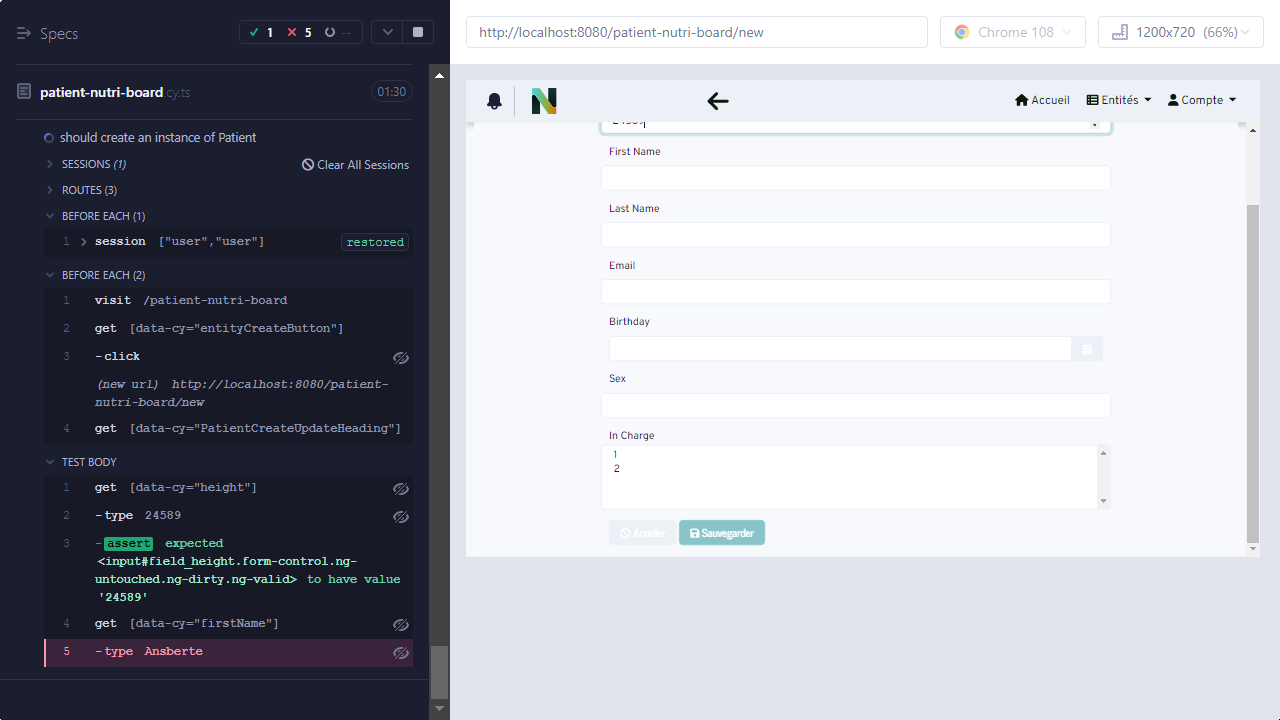 Specs
1
5
--
patient-nutri-board.cy.ts
01:30
should create an instance of Patient
SESSIONS (1)
Clear All Sessions
ROUTES (3)
BEFORE EACH (1)
1 session ["user","user"] restored
BEFORE EACH (2)
1 visit /patient-nutri-board
2 get [data-cy="entityCreateButton"]
3 -click
(new url) http://localhost:8080/patient-
nutri-board/new
4 get [data-cy="PatientCreateUpdateHeading"]
TEST BODY
1 get [data-cy="height"]
2 -type 24589
3 -assert expected
<input#field_height.form-control.ng-
untouched.ng-dirty.ng-valid> to have value
'24589'
4 get [data-cy="firstName"]
5 -type Ansberte
http://localhost:8080/patient-nutri-board/new
Chrome 108
1200x720 (66%)
N
Accueil
Entités
Compte
24589
First Name
Last Name
Email
Birthday
Sex
In Charge
1
2
Annuler
Sauvegarder